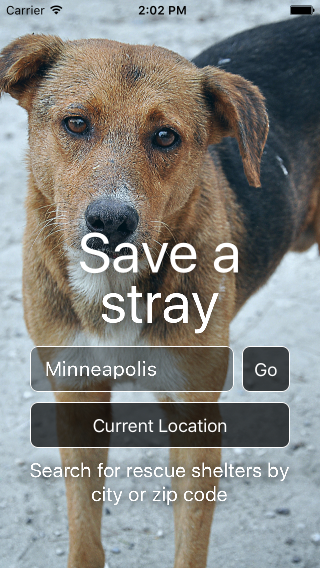 Carrier 2:02 PM
Save a
stray
Minneapolis Go
Current Location
Search for rescue shelters by
city or zip code